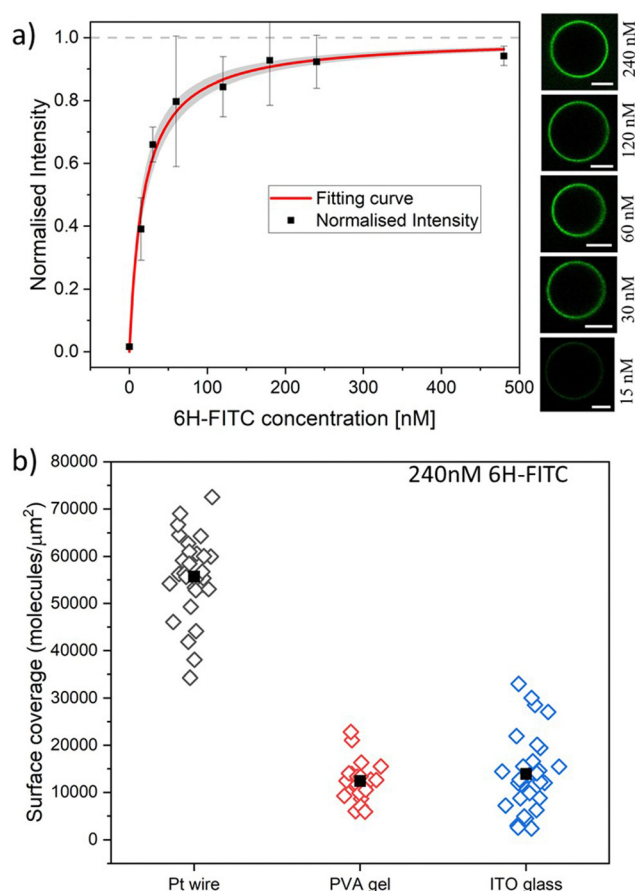 a)
Normalised Intensity
1.0
0.8
0.6
0.4
0.2
0.0
Fitting curve
Normalised Intensity
0
100
200
300
400
500
6H-FITC concentration [nM]
240 nM
120 nM
60 nM
30 nM
15 nM
b)
240nM 6H-FITC
Surface coverage (molecules/μm²)
80000
70000
60000
50000
40000
30000
20000
10000
0
Pt wire
PVA gel
ITO glass